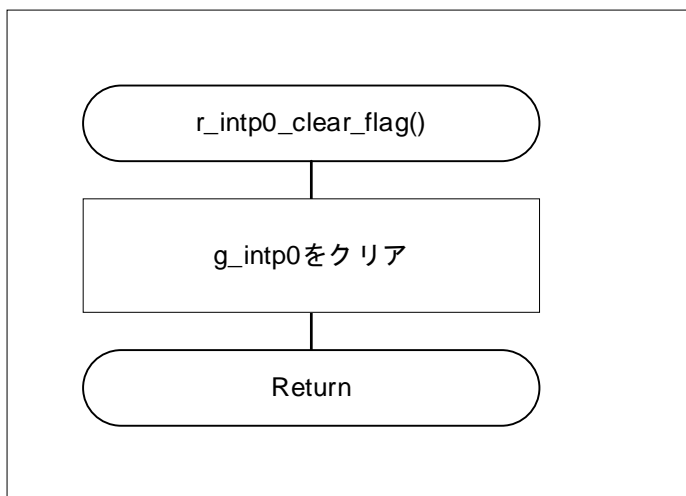 r_intp0_clear_flag()
g_intp0をクリア
Return